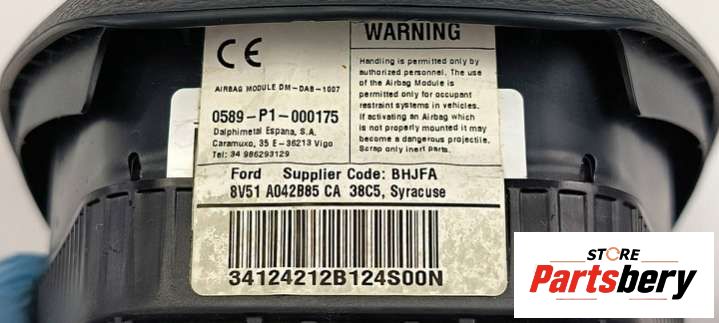 CE
AIRBAG MODULE DM-DAB-1007
0589-P1-000175
Dalphimetal Espana, S.A.
Caramuxo, 35 E-36213 Vigo
Tel: 34 986293129
WARNING
Handling is permitted only by
authorized personnel. The use
of the Airbag Module is
permitted only for occupant
restraint systems in vehicles.
If activating an Airbag which
is not properly mounted it may
become a dangerous projectile.
Scrap only inert parts.
Ford Supplier Code: BHJFA
8V51 A042B85 CA 38C5, Syracuse
34124212B124S00N
STORE
Partsbery